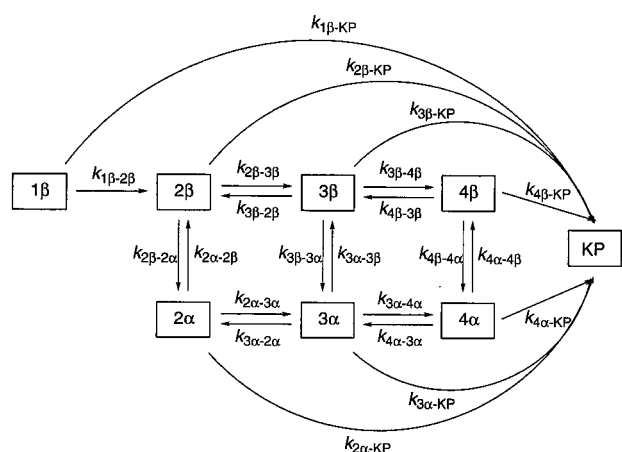 k1β-KP
k2β-KP
k3β-KP
1β k1β-2β 2β k2β-3β 3β k3β-4β 4β k4β-KP
k3β-2β k4β-3β
KP
k2β-2α k2α-2β k3β-3α k3α-3β k4β-4α k4α-4β
2α k2α-3α 3α k3α-4α 4α k4α-KP
k3α-2α k4α-3α
k3α-KP
k2α-KP